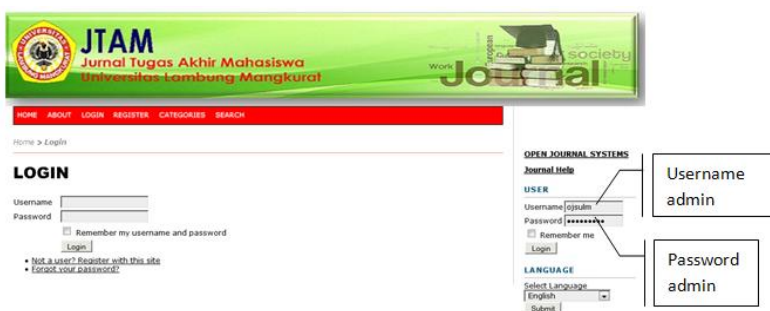 JTAM
Jurnal Tugas Akhir Mahasiswa
Universitas Lambung Mangkurat
Work
European
society
Journal
HOME ABOUT LOGIN REGISTER CATEGORIES SEARCH
Home > Login
LOGIN
Username
Password
Remember my username and password
Login
Not a user? Register with this site
Forgot your password?
OPEN JOURNAL SYSTEMS
Journal Help
USER
Username ojsulm
Password •••••••••
Remember me
Login
LANGUAGE
Select Language
English
Submit
Username
admin
Password
admin